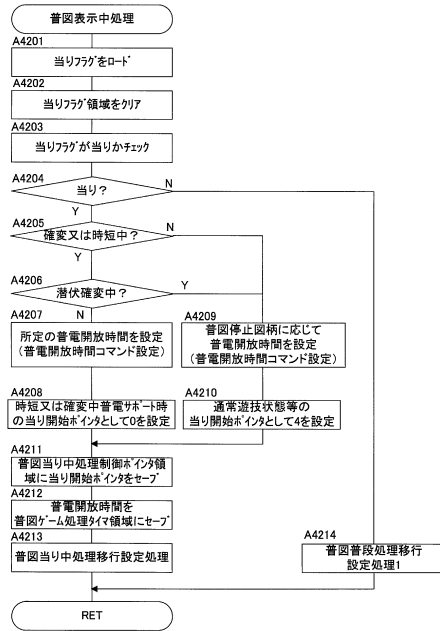 普図表示中処理
A4201
当りフラグをロード
A4202
当りフラグ領域をクリア
A4203
当りフラグが当りかチェック
A4204
当り？
N
Y
A4205
確変又は時短中？
N
Y
A4206
潜伏確変中？
Y
N
A4207
所定の普電開放時間を設定
（普電開放時間コマンド設定）
A4209
普図停止図柄に応じて
普電開放時間を設定
（普電開放時間コマンド設定）
A4208
時短又は確変中普電サポート時
の当り開始ポインタとして0を設定
A4210
通常遊技状態等の
当り開始ポインタとして4を設定
A4211
普図当り中処理制御ポインタ領
域に当り開始ポインタをセーブ
A4212
普電開放時間を
普図ゲーム処理タイマ領域にセーブ
A4213
普図当り中処理移行設定処理
A4214
普図普段処理移行
設定処理1
RET